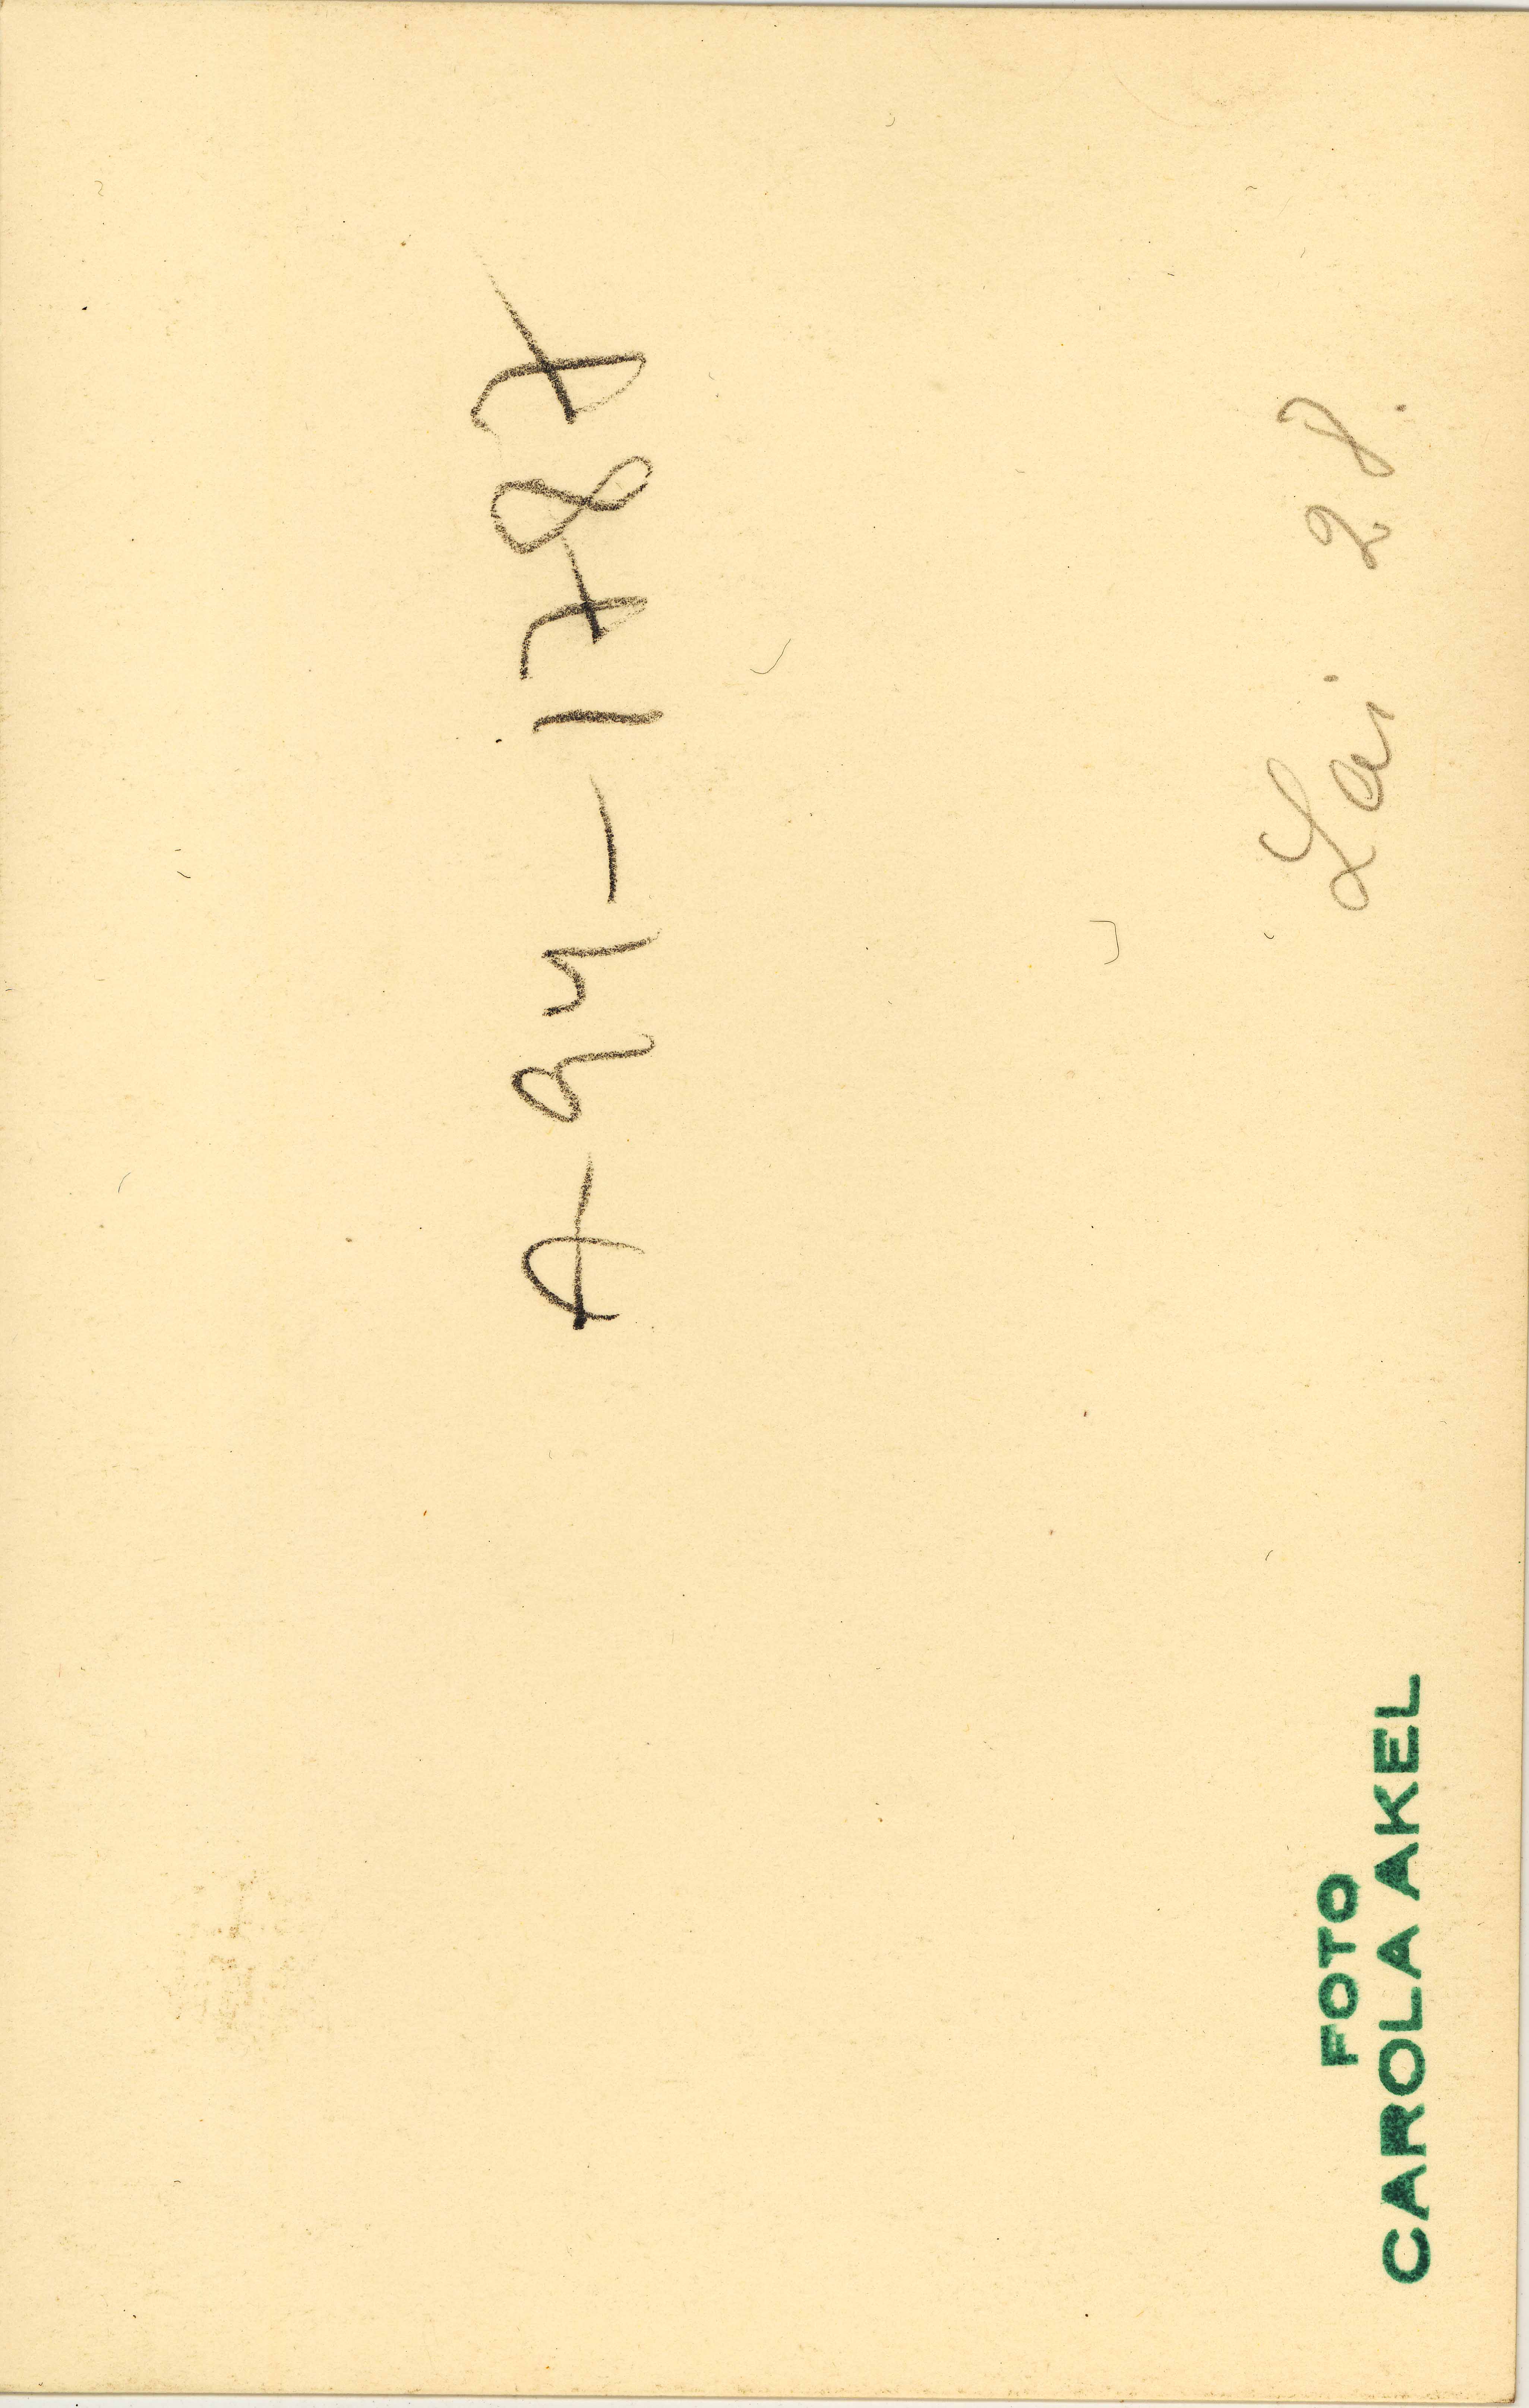 A 94-1787
Lai 28.
FOTO
CAROLA AKEL